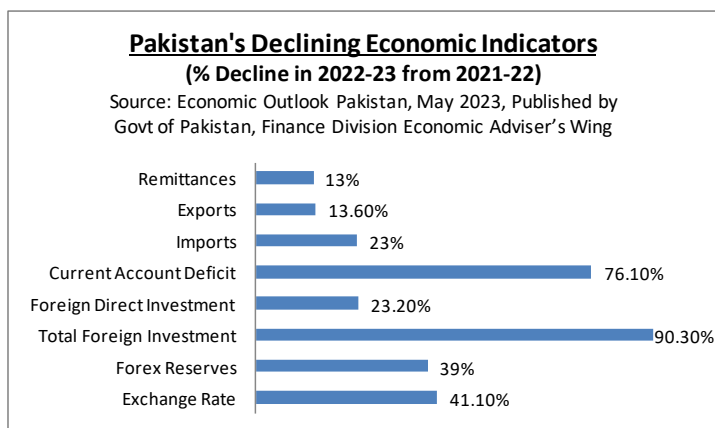 Pakistan's Declining Economic Indicators
(% Decline in 2022-23 from 2021-22)
Source: Economic Outlook Pakistan, May 2023, Published by
Govt of Pakistan, Finance Division Economic Adviser’s Wing
Remittances 13%
Exports 13.60%
Imports 23%
Current Account Deficit 76.10%
Foreign Direct Investment 23.20%
Total Foreign Investment 90.30%
Forex Reserves 39%
Exchange Rate 41.10%